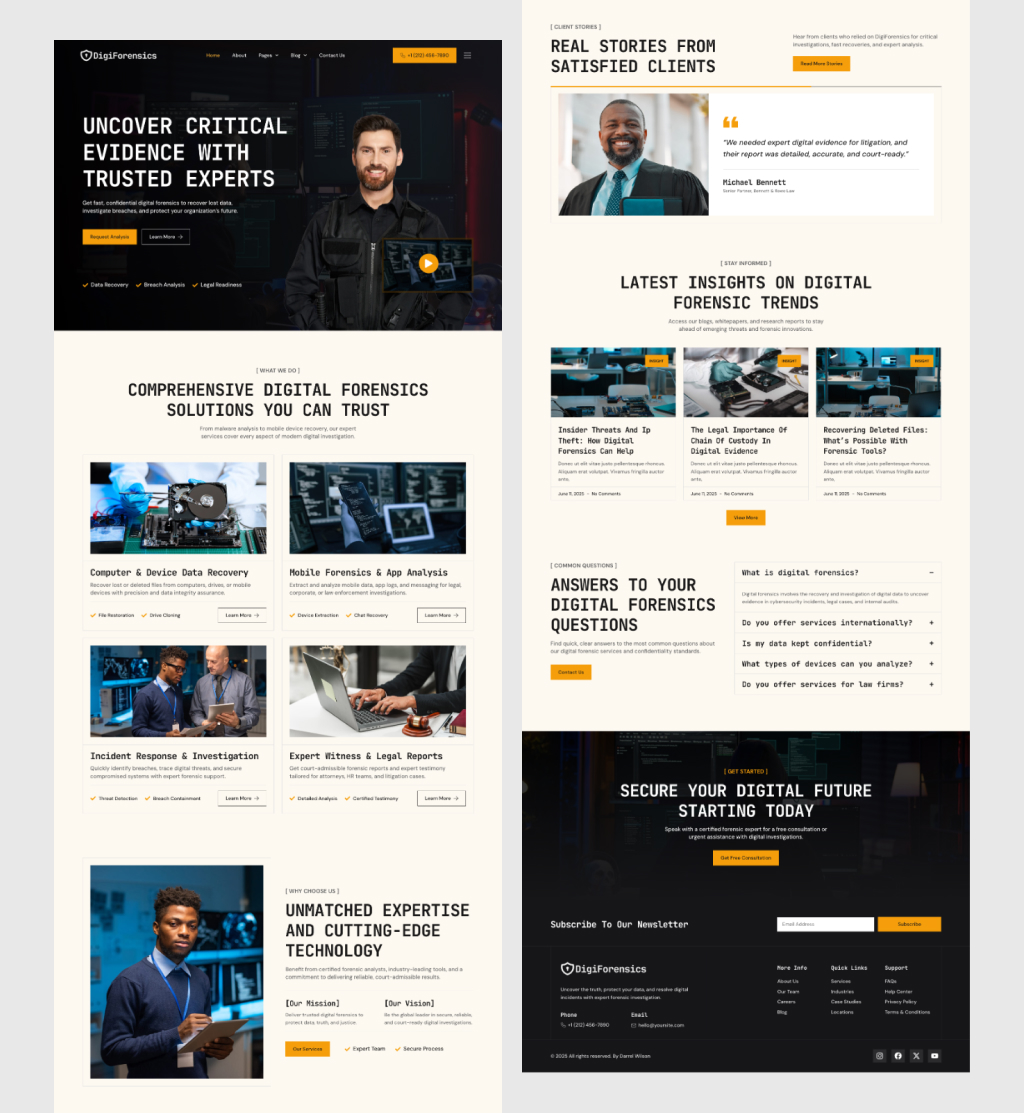 DigiForensics
Home About Pages Blog Contact Us
+1 (212) 456-7890
UNCOVER CRITICAL
EVIDENCE WITH
TRUSTED EXPERTS
Get fast, confidential digital forensics to recover lost data,
investigate breaches, and protect your organization's future.
Request Analysis
Learn More
Data Recovery Breach Analysis Legal Readiness
[ WHAT WE DO ]
COMPREHENSIVE DIGITAL FORENSICS
SOLUTIONS YOU CAN TRUST
From malware analysis to mobile device recovery, our expert
services cover every aspect of modern digital investigation.
Computer & Device Data Recovery
Recover lost or deleted files from computers, drives, or mobile
devices with precision and data integrity assurance.
File Restoration Drive Cloning Learn More
Mobile Forensics & App Analysis
Extract and analyze mobile data, app logs, and messaging for legal,
corporate, or law enforcement investigations.
Device Extraction Chat Recovery Learn More
Incident Response & Investigation
Quickly identify breaches, trace digital threats, and secure
compromised systems with expert forensic support.
Threat Detection Breach Containment Learn More
Expert Witness & Legal Reports
Get court-admissible forensic reports and expert testimony
tailored for attorneys, HR teams, and litigation cases.
Detailed Analysis Certified Testimony Learn More
[ WHY CHOOSE US ]
UNMATCHED EXPERTISE
AND CUTTING-EDGE
TECHNOLOGY
Benefit from certified forensic analysts, industry-leading tools, and a
commitment to delivering reliable, court-admissible results.
[Our Mission]
Deliver trusted digital forensics to
protect data, truth, and justice.
[Our Vision]
Be the global leader in secure, reliable,
and court-ready digital investigations.
Our Services
Expert Team Secure Process
[ CLIENT STORIES ]
REAL STORIES FROM
SATISFIED CLIENTS
Hear from clients who relied on DigiForensics for critical
investigations, fast recoveries, and expert analysis.
Read More Stories
"We needed expert digital evidence for litigation, and
their report was detailed, accurate, and court-ready."
Michael Bennett
[ STAY INFORMED ]
LATEST INSIGHTS ON DIGITAL
FORENSIC TRENDS
Access our blogs, whitepapers, and research reports to stay
ahead of emerging threats and forensic innovations.
INSIGHT
Insider Threats And Ip
Theft: How Digital
Forensics Can Help
Donec ut elit vitae justo pellentesque rhoncus.
Aliquam erat volutpat. Vivamus fringilla auctor
ante.
June 11, 2025 No Comments
INSIGHT
The Legal Importance Of
Chain Of Custody In
Digital Evidence
Donec ut elit vitae justo pellentesque rhoncus.
Aliquam erat volutpat. Vivamus fringilla auctor
ante.
June 11, 2025 No Comments
INSIGHT
Recovering Deleted Files:
What's Possible With
Forensic Tools?
Donec ut elit vitae justo pellentesque rhoncus.
Aliquam erat volutpat. Vivamus fringilla auctor
ante.
June 11, 2025 No Comments
View More
[ COMMON QUESTIONS ]
ANSWERS TO YOUR
DIGITAL FORENSICS
QUESTIONS
Find quick, clear answers to the most common questions about
our digital forensic services and confidentiality standards.
Contact Us
What is digital forensics? −
Digital forensics involves the recovery and investigation of digital data to uncover
evidence in cybersecurity incidents, legal cases, and internal audits.
Do you offer services internationally? +
Is my data kept confidential? +
What types of devices can you analyze? +
Do you offer services for law firms? +
[ GET STARTED ]
SECURE YOUR DIGITAL FUTURE
STARTING TODAY
Speak with a certified forensic expert for a free consultation or
urgent assistance with digital investigations.
Get Free Consultation
Subscribe To Our Newsletter
Email Address
Subscribe
DigiForensics
Uncover the truth, protect your data, and resolve digital
incidents with expert forensic investigation.
Phone
+1 (212) 456-7890
Email
hello@yoursite.com
More Info
About Us
Our Team
Careers
Blog
Quick Links
Services
Industries
Case Studies
Locations
Support
FAQs
Help Center
Privacy Policy
Terms & Conditions
© 2025 All rights reserved. By Darrel Wilson